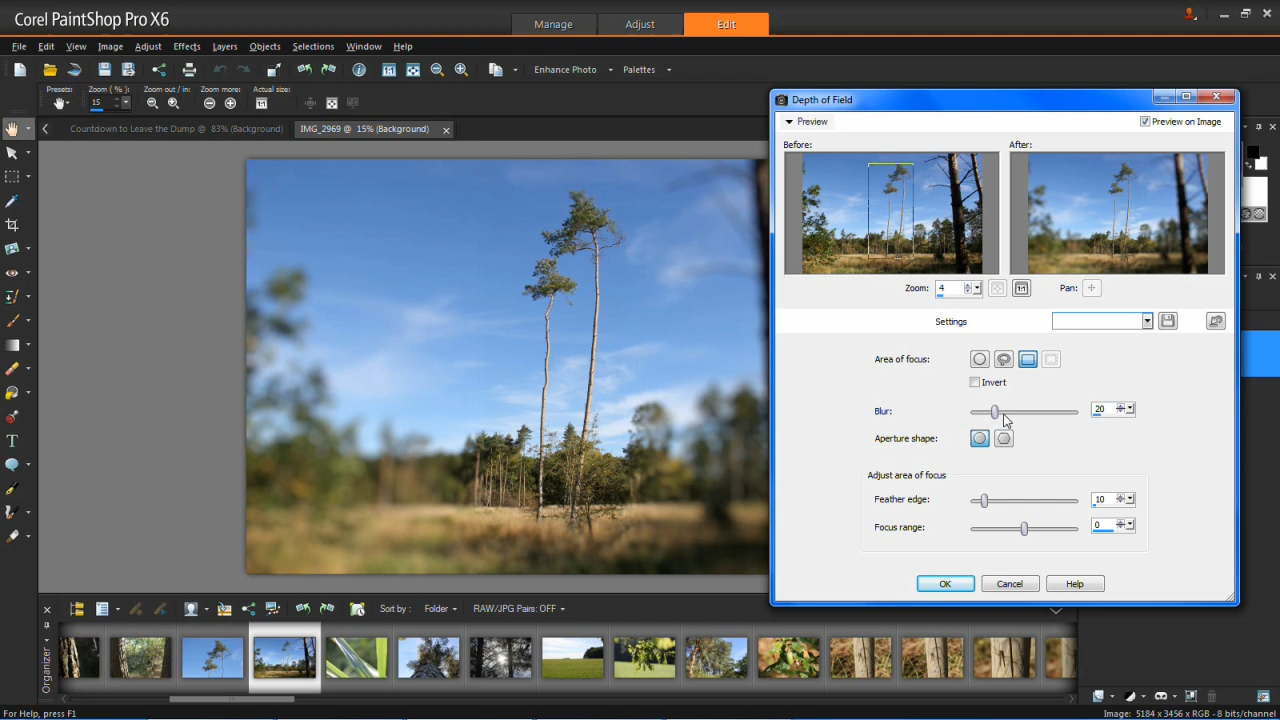 Corel PaintShop Pro X6
Manage
Adjust
Edit
File Edit View Image Adjust Effects Layers Objects Selections Window Help
Enhance Photo
Palettes
Presets: Zoom ( % ): Zoom out / in: Zoom more: Actual size:
15
Countdown to Leave the Dump @ 83% (Background)
IMG_2969 @ 15% (Background)
Depth of Field
Preview
Preview on Image
Before:
After:
Zoom: 4
1:1
Pan:
Settings
Area of focus:
Invert
Blur: 20
Aperture shape:
Adjust area of focus
Feather edge: 10
Focus range: 0
OK
Cancel
Help
Sort by : Folder
RAW/JPG Pairs: OFF
Organizer
For Help, press F1
Image: 5184 x 3456 x RGB - 8 bits/channel